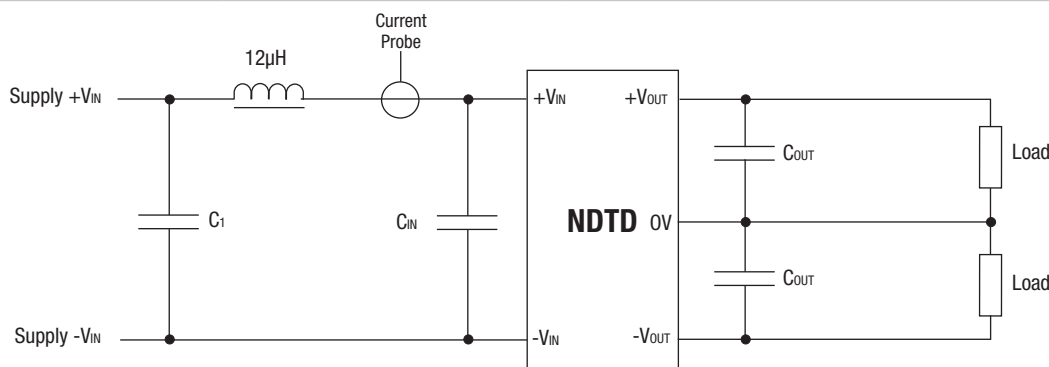 Current
Probe
12µH
Supply +VIN
+VIN
+VOUT
COUT
Load
C1
CIN
NDTD 0V
COUT
Load
Supply -VIN
-VIN
-VOUT